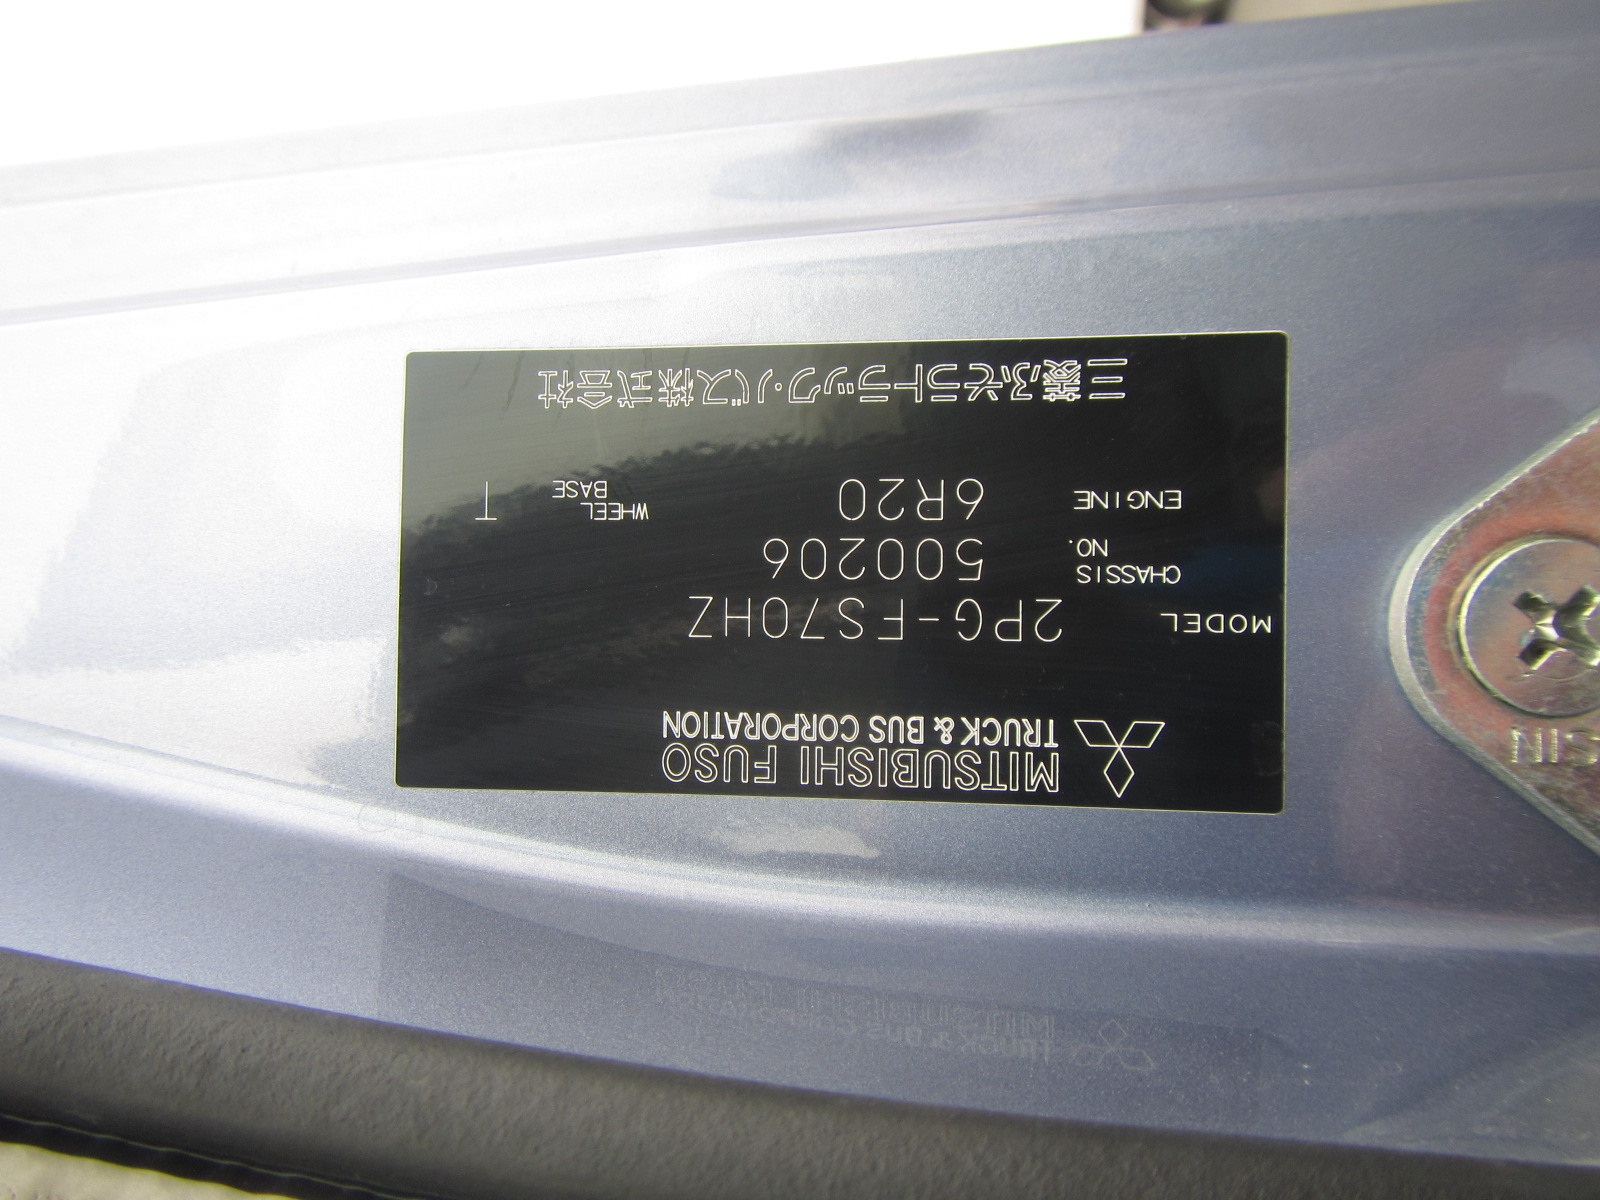 MITSUBISHI FUSO
TRUCK & BUS CORPORATION
MODEL 2PG-FS70HZ
CHASSIS NO. 500206
ENGINE 6R20 WHEEL BASE T
三菱ふそうトラック・バス株式会社